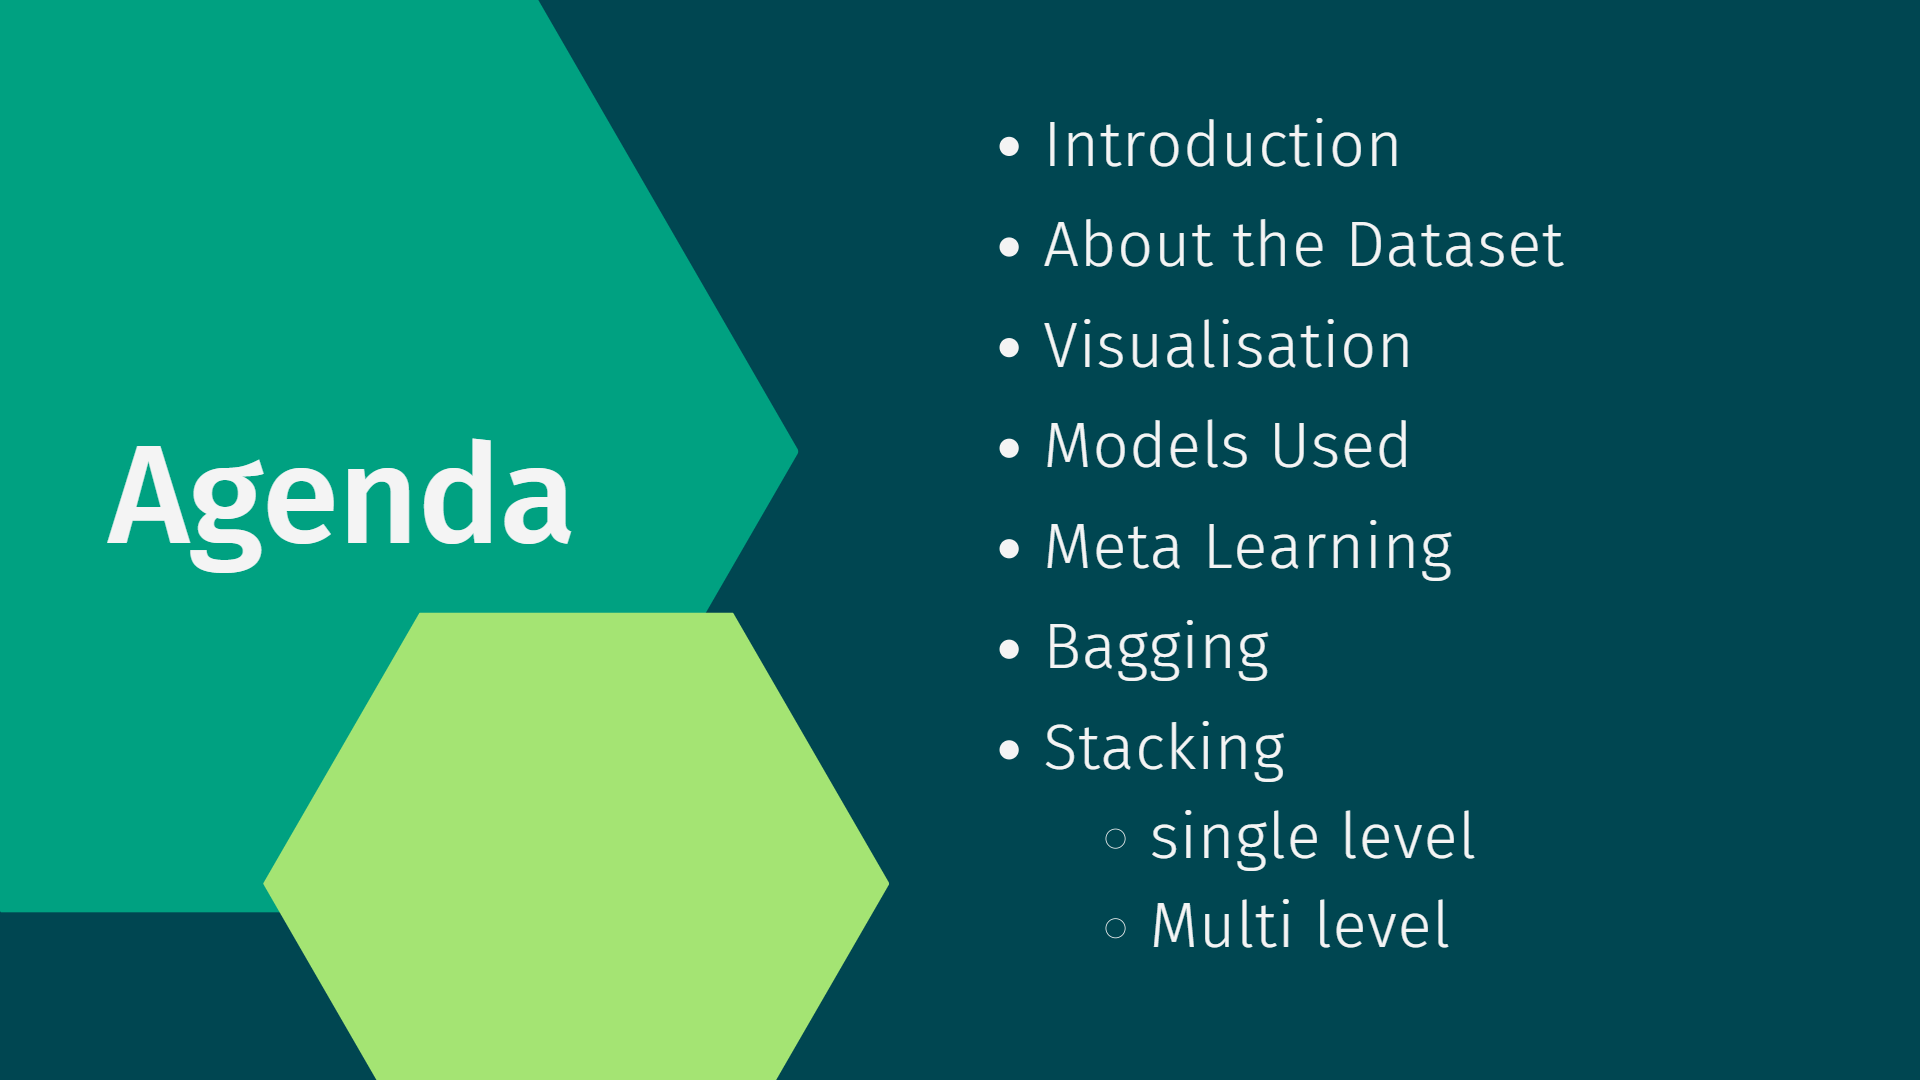 Agenda
Introduction
About the Dataset
Visualisation
Models Used
Meta Learning
Bagging
Stacking
single level
Multi level